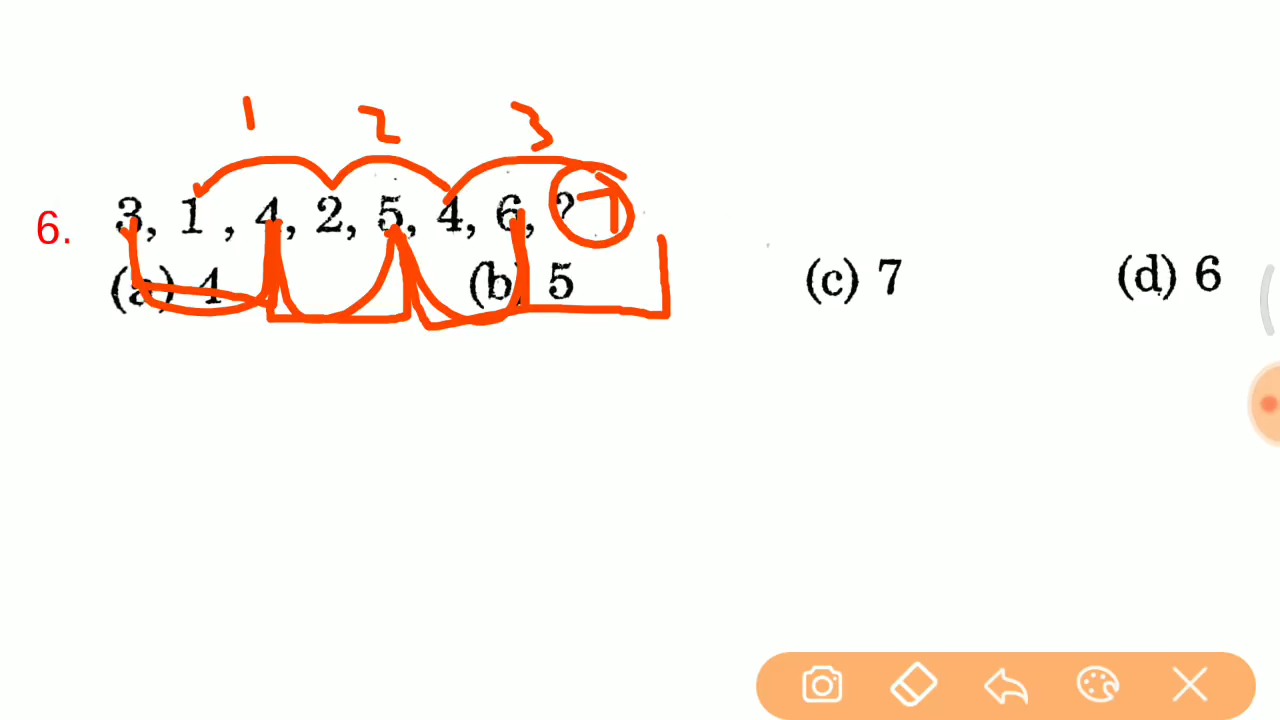 1 2 3
6. 3, 1 , 4, 2, 5, 4, 6, ? 7
(a) 4 (b) 5 (c) 7 (d) 6